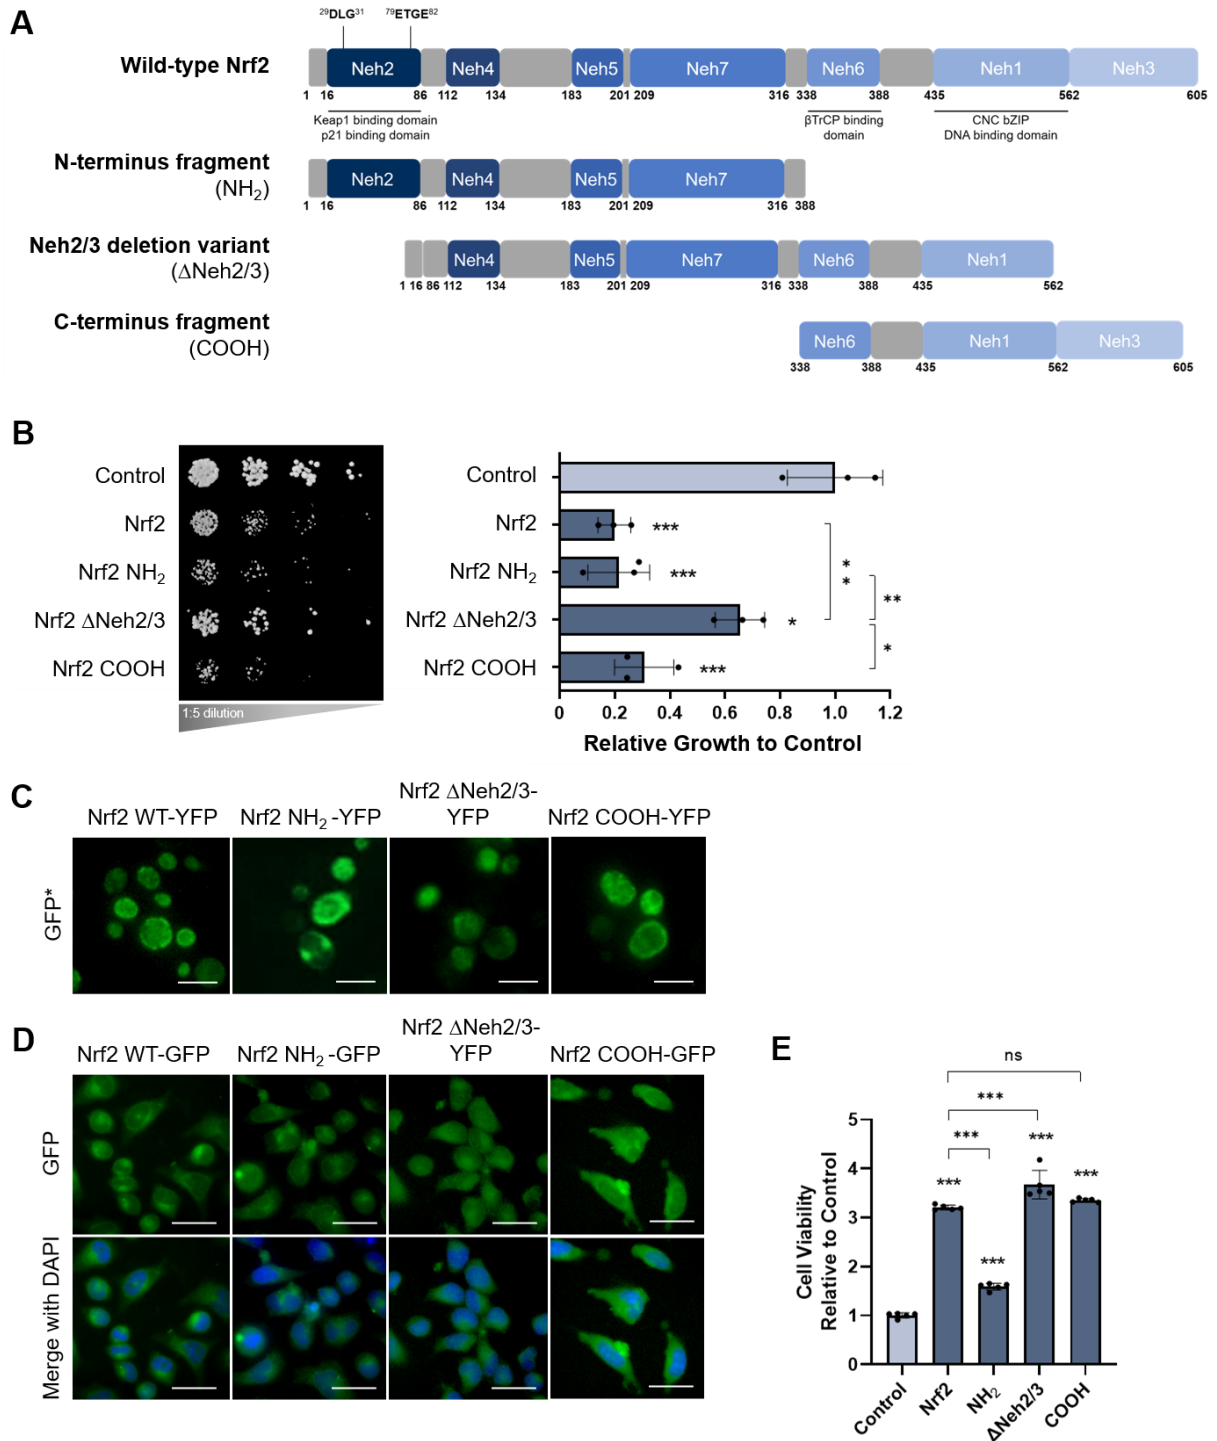 A
²⁹DLG³¹ ⁷⁹ETGE⁸²
Wild-type Nrf2
Neh2 Neh4 Neh5 Neh7 Neh6 Neh1 Neh3
1 16 86 112 134 183 201 209 316 338 388 435 562 605
Keap1 binding domain
p21 binding domain
βTrCP binding
domain
CNC bZIP
DNA binding domain
N-terminus fragment
(NH₂)
Neh2 Neh4 Neh5 Neh7
1 16 86 112 134 183 201 209 316 388
Neh2/3 deletion variant
(ΔNeh2/3)
Neh4 Neh5 Neh7 Neh6 Neh1
1 16 86 112 134 183 201 209 316 338 388 435 562
C-terminus fragment
(COOH)
Neh6 Neh1 Neh3
338 388 435 562 605
B
Control
Nrf2
Nrf2 NH₂
Nrf2 ΔNeh2/3
Nrf2 COOH
1:5 dilution
Control
Nrf2 ***
Nrf2 NH₂ ***
Nrf2 ΔNeh2/3 *
Nrf2 COOH ***
**
**
*
0 0.2 0.4 0.6 0.8 1.0 1.2
Relative Growth to Control
C
Nrf2 WT-YFP
Nrf2 NH₂ -YFP
Nrf2 ΔNeh2/3-
YFP
Nrf2 COOH-YFP
GFP*
D
Nrf2 WT-GFP
Nrf2 NH₂ -GFP
Nrf2 ΔNeh2/3-
YFP
Nrf2 COOH-GFP
GFP
Merge with DAPI
E
ns
***
***
*** *** *** ***
5
4
3
2
1
0
Cell Viability
Relative to Control
Control Nrf2 NH₂ ΔNeh2/3 COOH